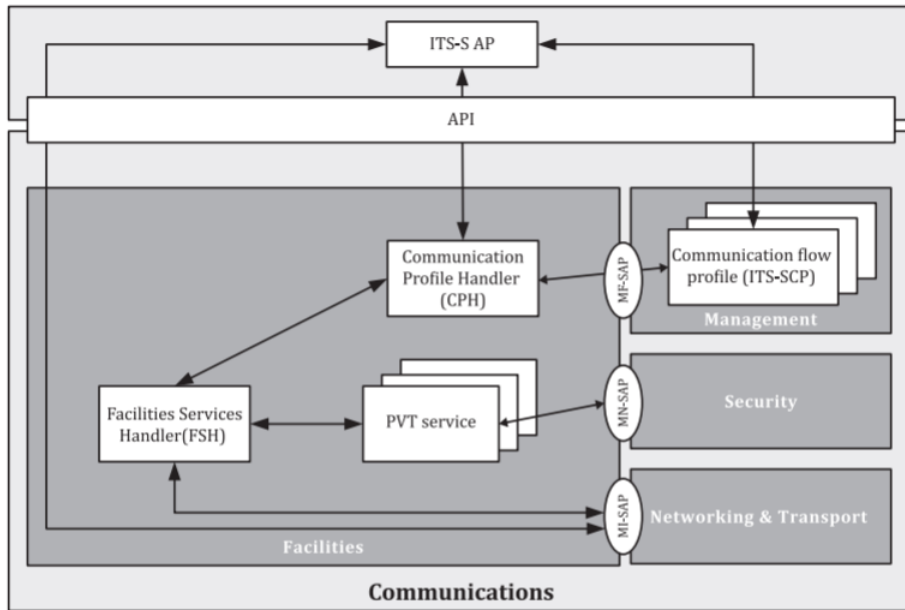 ITS-S AP
API
Communication
Profile Handler
(CPH)
MF-SAP
Communication flow
profile (ITS-SCP)
Management
Facilities Services
Handler(FSH)
PVT service
MN-SAP
Security
MI-SAP
Networking & Transport
Facilities
Communications